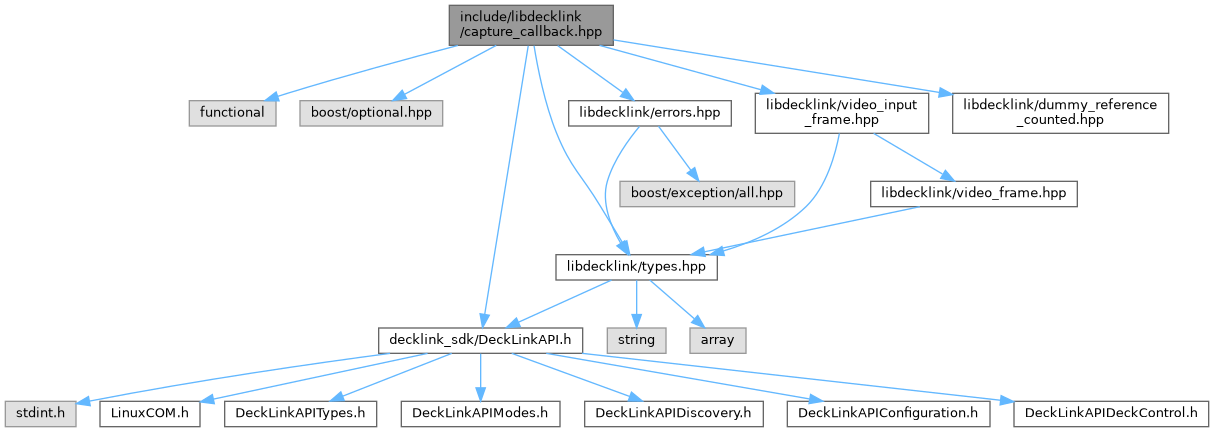 include/libdecklink
/capture_callback.hpp
functional
boost/optional.hpp
libdecklink/errors.hpp
libdecklink/video_input
_frame.hpp
libdecklink/dummy_reference
_counted.hpp
boost/exception/all.hpp
libdecklink/video_frame.hpp
libdecklink/types.hpp
decklink_sdk/DeckLinkAPI.h
string
array
stdint.h
LinuxCOM.h
DeckLinkAPITypes.h
DeckLinkAPIModes.h
DeckLinkAPIDiscovery.h
DeckLinkAPIConfiguration.h
DeckLinkAPIDeckControl.h